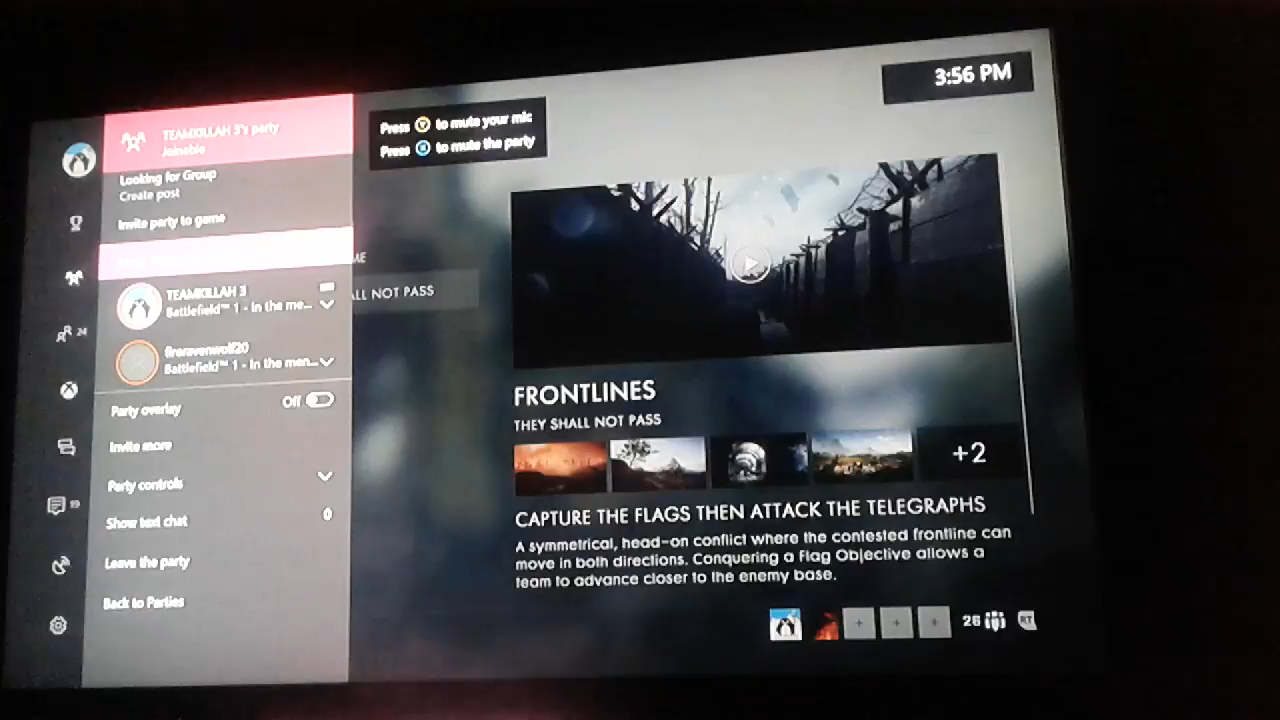 3:56 PM
TEAMKILLAH 3's party
Joinable
Press Y to mute your mic
Press X to mute the party
Looking for Group
Create post
Invite party to game
ME
TEAMKILLAH 3
Battlefield™ 1 - In the me...
ALL NOT PASS
24
fireravenwolf20
Battlefield™ 1 - In the men...
FRONTLINES
THEY SHALL NOT PASS
Party overlay
Off
Invite more
+2
Party controls
Show text chat
0
CAPTURE THE FLAGS THEN ATTACK THE TELEGRAPHS
A symmetrical, head-on conflict where the contested frontline can
move in both directions. Conquering a Flag Objective allows a
team to advance closer to the enemy base.
Leave the party
Back to Parties
26
RT